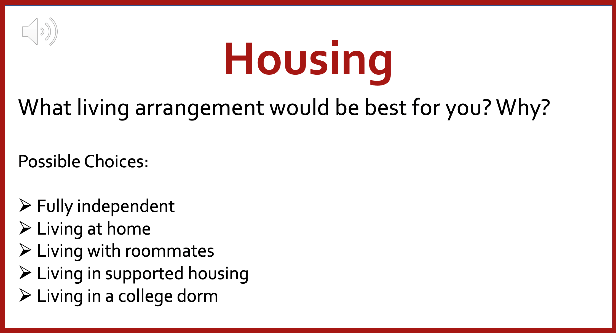 Housing
What living arrangement would be best for you? Why?
Possible Choices:
➢ Fully independent
➢ Living at home
➢ Living with roommates
➢ Living in supported housing
➢ Living in a college dorm